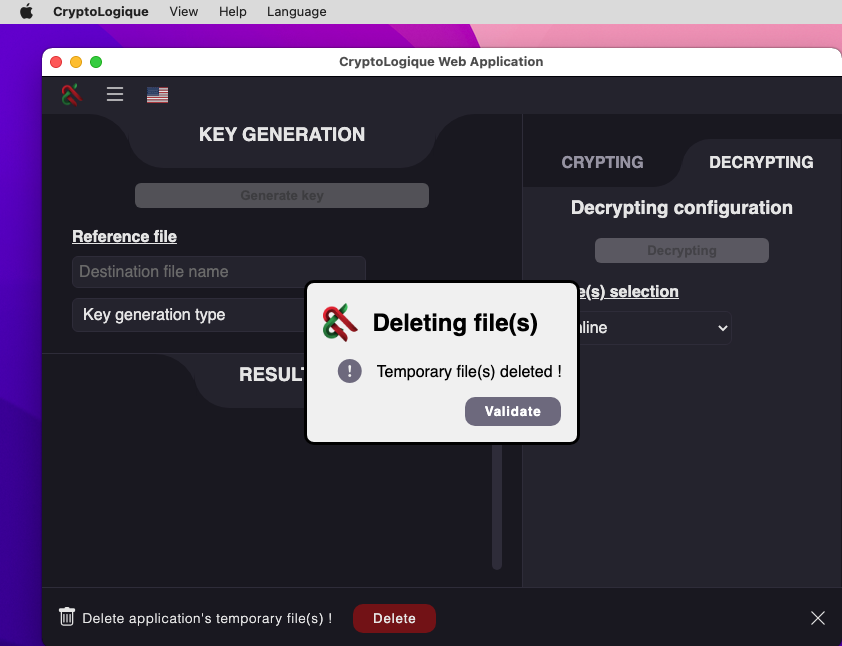 CryptoLogique View Help Language
CryptoLogique Web Application
KEY GENERATION
Generate key
Reference file
Destination file name
Key generation type
CRYPTING DECRYPTING
Decrypting configuration
Decrypting
e(s) selection
line
Deleting file(s)
! Temporary file(s) deleted !
Validate
RESUL
Delete application's temporary file(s) !
Delete